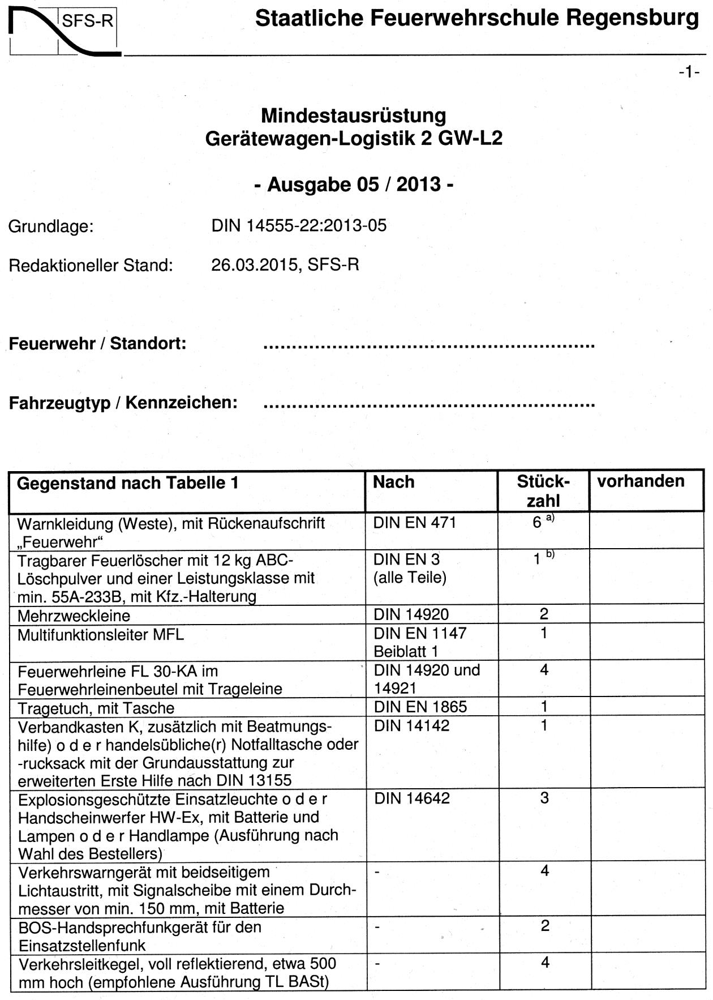 SFS-R
Staatliche Feuerwehrschule Regensburg
-1-
Mindestausrüstung
Gerätewagen-Logistik 2 GW-L2
- Ausgabe 05 / 2013 -
Grundlage: DIN 14555-22:2013-05
Redaktioneller Stand: 26.03.2015, SFS-R
Feuerwehr / Standort: ..........................................................
Fahrzeugtyp / Kennzeichen: ..........................................................
Gegenstand nach Tabelle 1 Nach Stück- vorhanden
zahl
Warnkleidung (Weste), mit Rückenaufschrift DIN EN 471 6 a)
„Feuerwehr“
Tragbarer Feuerlöscher mit 12 kg ABC- DIN EN 3 1 b)
Löschpulver und einer Leistungsklasse mit (alle Teile)
min. 55A-233B, mit Kfz.-Halterung
Mehrzweckleine DIN 14920 2
Multifunktionsleiter MFL DIN EN 1147 1
Beiblatt 1
Feuerwehrleine FL 30-KA im DIN 14920 und 4
Feuerwehrleinenbeutel mit Trageleine 14921
Tragetuch, mit Tasche DIN EN 1865 1
Verbandkasten K, zusätzlich mit Beatmungs- DIN 14142 1
hilfe) o d e r handelsübliche(r) Notfalltasche oder
-rucksack mit der Grundausstattung zur
erweiterten Erste Hilfe nach DIN 13155
Explosionsgeschützte Einsatzleuchte o d e r DIN 14642 3
Handscheinwerfer HW-Ex, mit Batterie und
Lampen o d e r Handlampe (Ausführung nach
Wahl des Bestellers)
Verkehrswarngerät mit beidseitigem - 4
Lichtaustritt, mit Signalscheibe mit einem Durch-
messer von min. 150 mm, mit Batterie
BOS-Handsprechfunkgerät für den - 2
Einsatzstellenfunk
Verkehrsleitkegel, voll reflektierend, etwa 500 - 4
mm hoch (empfohlene Ausführung TL BASt)